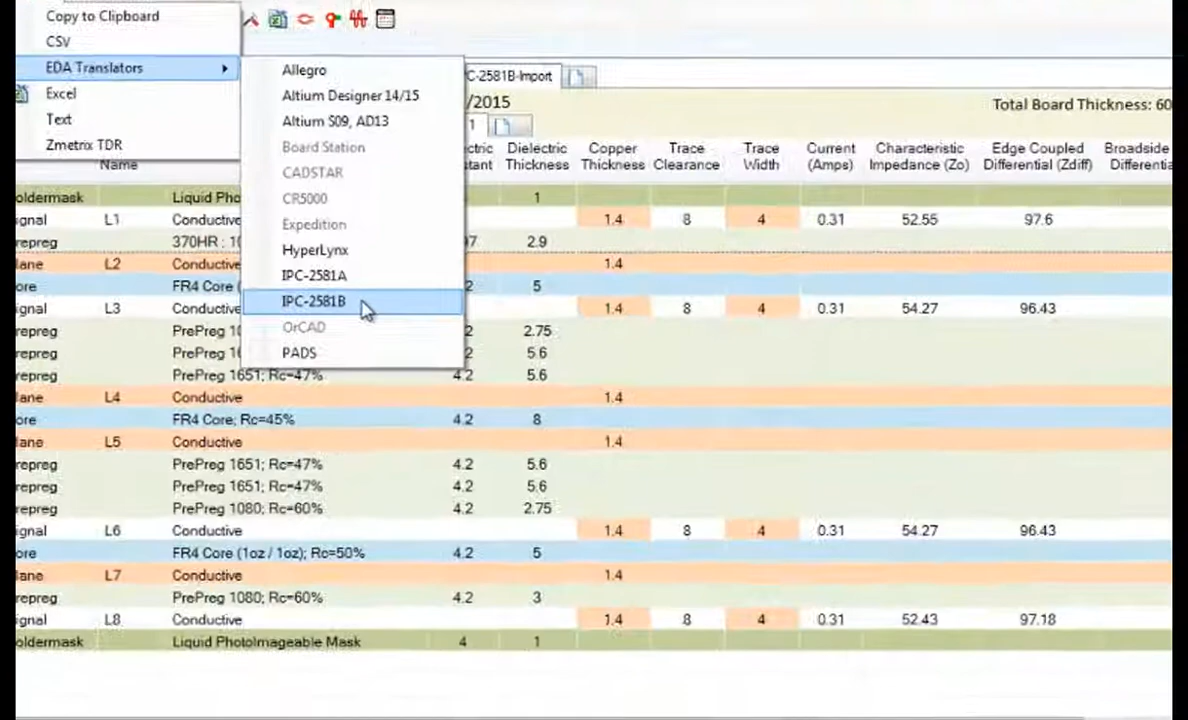 Copy to Clipboard
CSV
EDA Translators
Excel
Text
Zmetrix TDR
Allegro
Altium Designer 14/15
Altium S09, AD13
Board Station
CADSTAR
CR5000
Expedition
HyperLynx
IPC-2581A
IPC-2581B
OrCAD
PADS
C-2581B-Import
/2015 Total Board Thickness: 60
1
Name ctric stant Dielectric Thickness Copper Thickness Trace Clearance Trace Width Current (Amps) Characteristic Impedance (Zo) Edge Coupled Differential (Zdiff) Broadside Differenti
oldermask Liquid Pho 1
ignal L1 Conductive 1.4 8 4 0.31 52.55 97.6
repreg 370HR : 10 97 2.9
lane L2 Conductive 1.4
ore FR4 Core ( 2 5
ignal L3 Conductive 1.4 8 4 0.31 54.27 96.43
repreg PrePreg 10 2 2.75
repreg PrePreg 16 2 5.6
repreg PrePreg 1651; Rc=47% 4.2 5.6
lane L4 Conductive 1.4
ore FR4 Core; Rc=45% 4.2 8
lane L5 Conductive 1.4
repreg PrePreg 1651; Rc=47% 4.2 5.6
repreg PrePreg 1651; Rc=47% 4.2 5.6
repreg PrePreg 1080; Rc=60% 4.2 2.75
ignal L6 Conductive 1.4 8 4 0.31 54.27 96.43
ore FR4 Core (1oz / 1oz); Rc=50% 4.2 5
lane L7 Conductive 1.4
repreg PrePreg 1080; Rc=60% 4.2 3
ignal L8 Conductive 1.4 8 4 0.31 52.43 97.18
oldermask Liquid PhotoImageable Mask 4 1